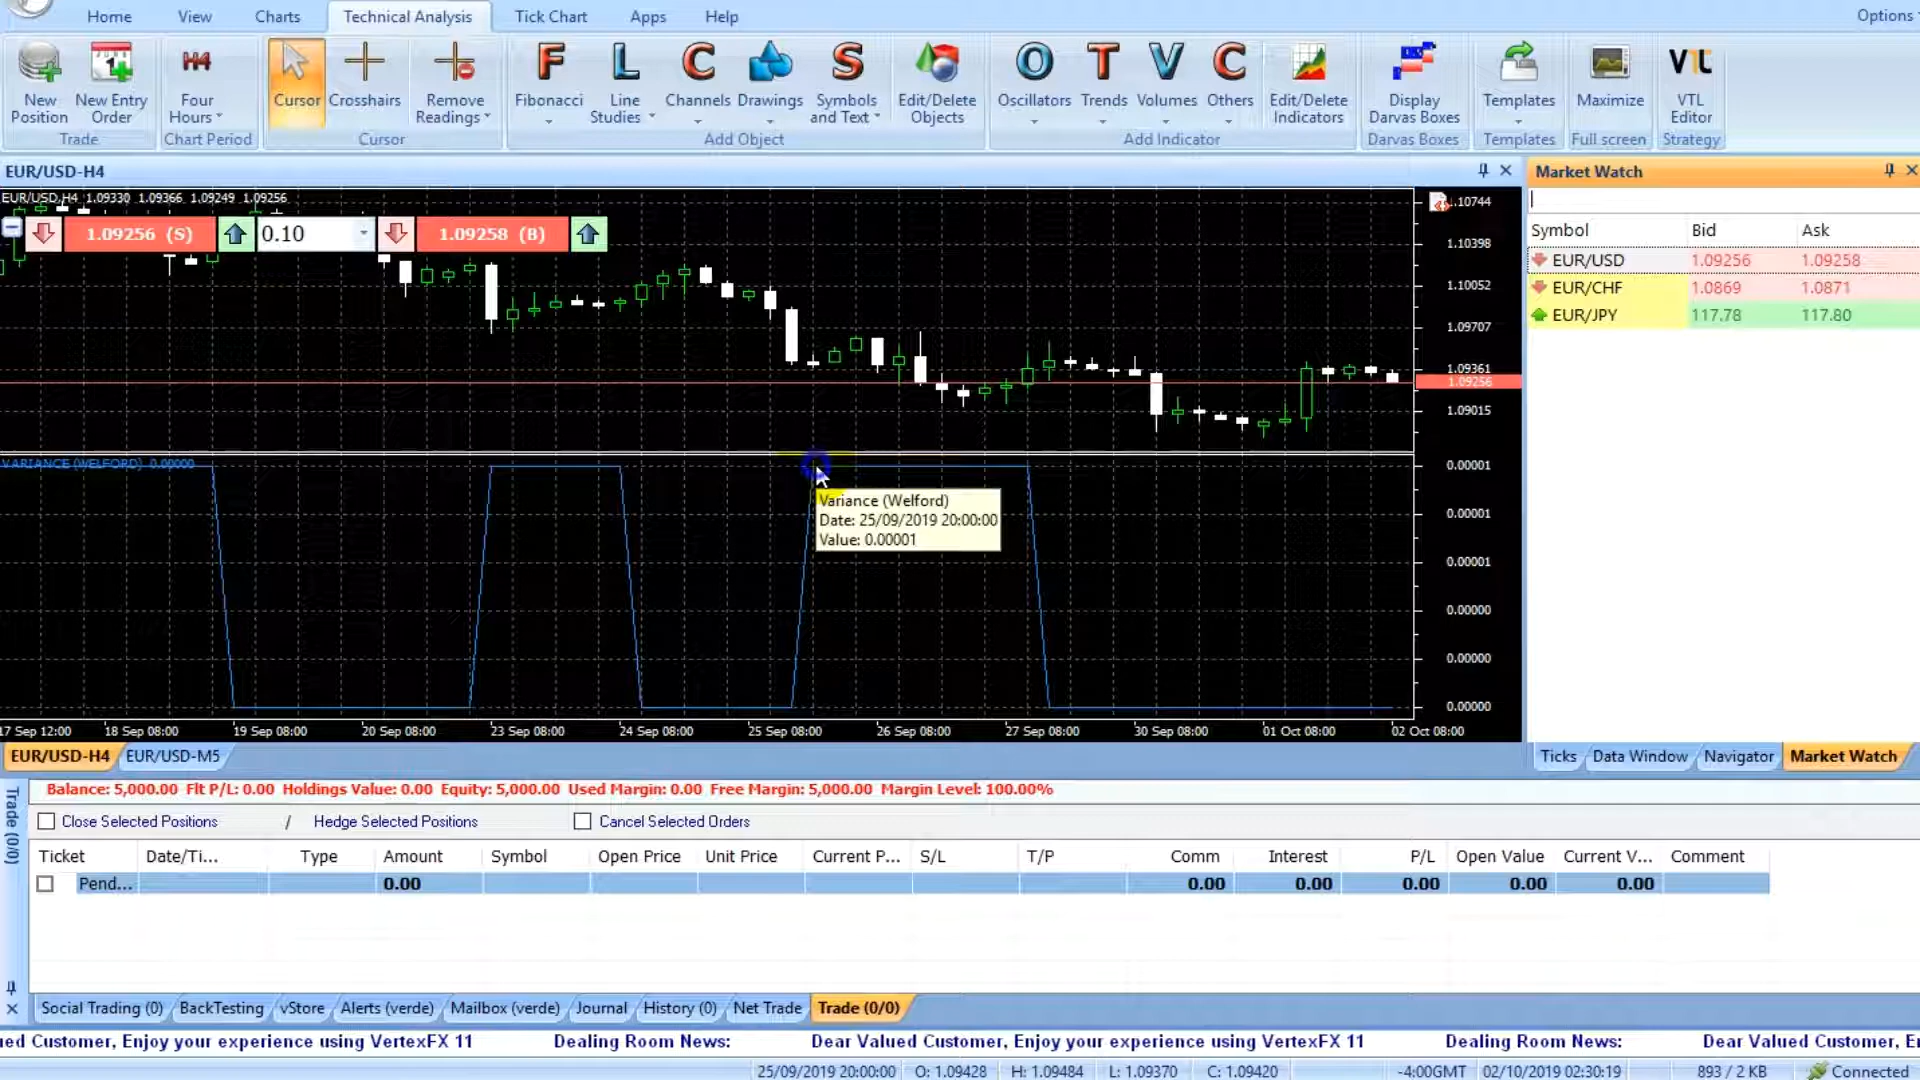 Home View Charts Technical Analysis Tick Chart Apps Help Options
F L C S O T V C VTL
New Position New Entry Order Four Hours Cursor Crosshairs Remove Readings Fibonacci Line Studies Channels Drawings Symbols and Text Edit/Delete Objects Oscillators Trends Volumes Others Edit/Delete Indicators Display Darvas Boxes Templates Maximize VTL Editor
Trade Chart Period Cursor Add Object Add Indicator Darvas Boxes Templates Full screen Strategy
EUR/USD-H4
EUR/USD,H4 1.09330 1.09366 1.09249 1.09256
1.09256 (S) 0.10 1.09258 (B)
.10744
1.10398
1.10052
1.09707
1.09361
1.09256
1.09015
VARIANCE (WELFORD) 0.00000
0.00001
0.00001
0.00001
0.00000
0.00000
0.00000
Variance (Welford)
Date: 25/09/2019 20:00:00
Value: 0.00001
17 Sep 12:00 18 Sep 08:00 19 Sep 08:00 20 Sep 08:00 23 Sep 08:00 24 Sep 08:00 25 Sep 08:00 26 Sep 08:00 27 Sep 08:00 30 Sep 08:00 01 Oct 08:00 02 Oct 08:00
EUR/USD-H4 EUR/USD-M5
Market Watch
Symbol Bid Ask
EUR/USD 1.09256 1.09258
EUR/CHF 1.0869 1.0871
EUR/JPY 117.78 117.80
Ticks Data Window Navigator Market Watch
Trade (0/0)
Balance: 5,000.00 Flt P/L: 0.00 Holdings Value: 0.00 Equity: 5,000.00 Used Margin: 0.00 Free Margin: 5,000.00 Margin Level: 100.00%
Close Selected Positions / Hedge Selected Positions Cancel Selected Orders
Ticket Date/Ti... Type Amount Symbol Open Price Unit Price Current P... S/L T/P Comm Interest P/L Open Value Current V... Comment
Pend... 0.00 0.00 0.00 0.00 0.00 0.00
Social Trading (0) BackTesting vStore Alerts (verde) Mailbox (verde) Journal History (0) Net Trade Trade (0/0)
ed Customer, Enjoy your experience using VertexFX 11 Dealing Room News: Dear Valued Customer, Enjoy your experience using VertexFX 11 Dealing Room News: Dear Valued Customer, E
25/09/2019 20:00:00 O: 1.09428 H: 1.09484 L: 1.09370 C: 1.09420 -4:00GMT 02/10/2019 02:30:19 893 / 2 KB Connected